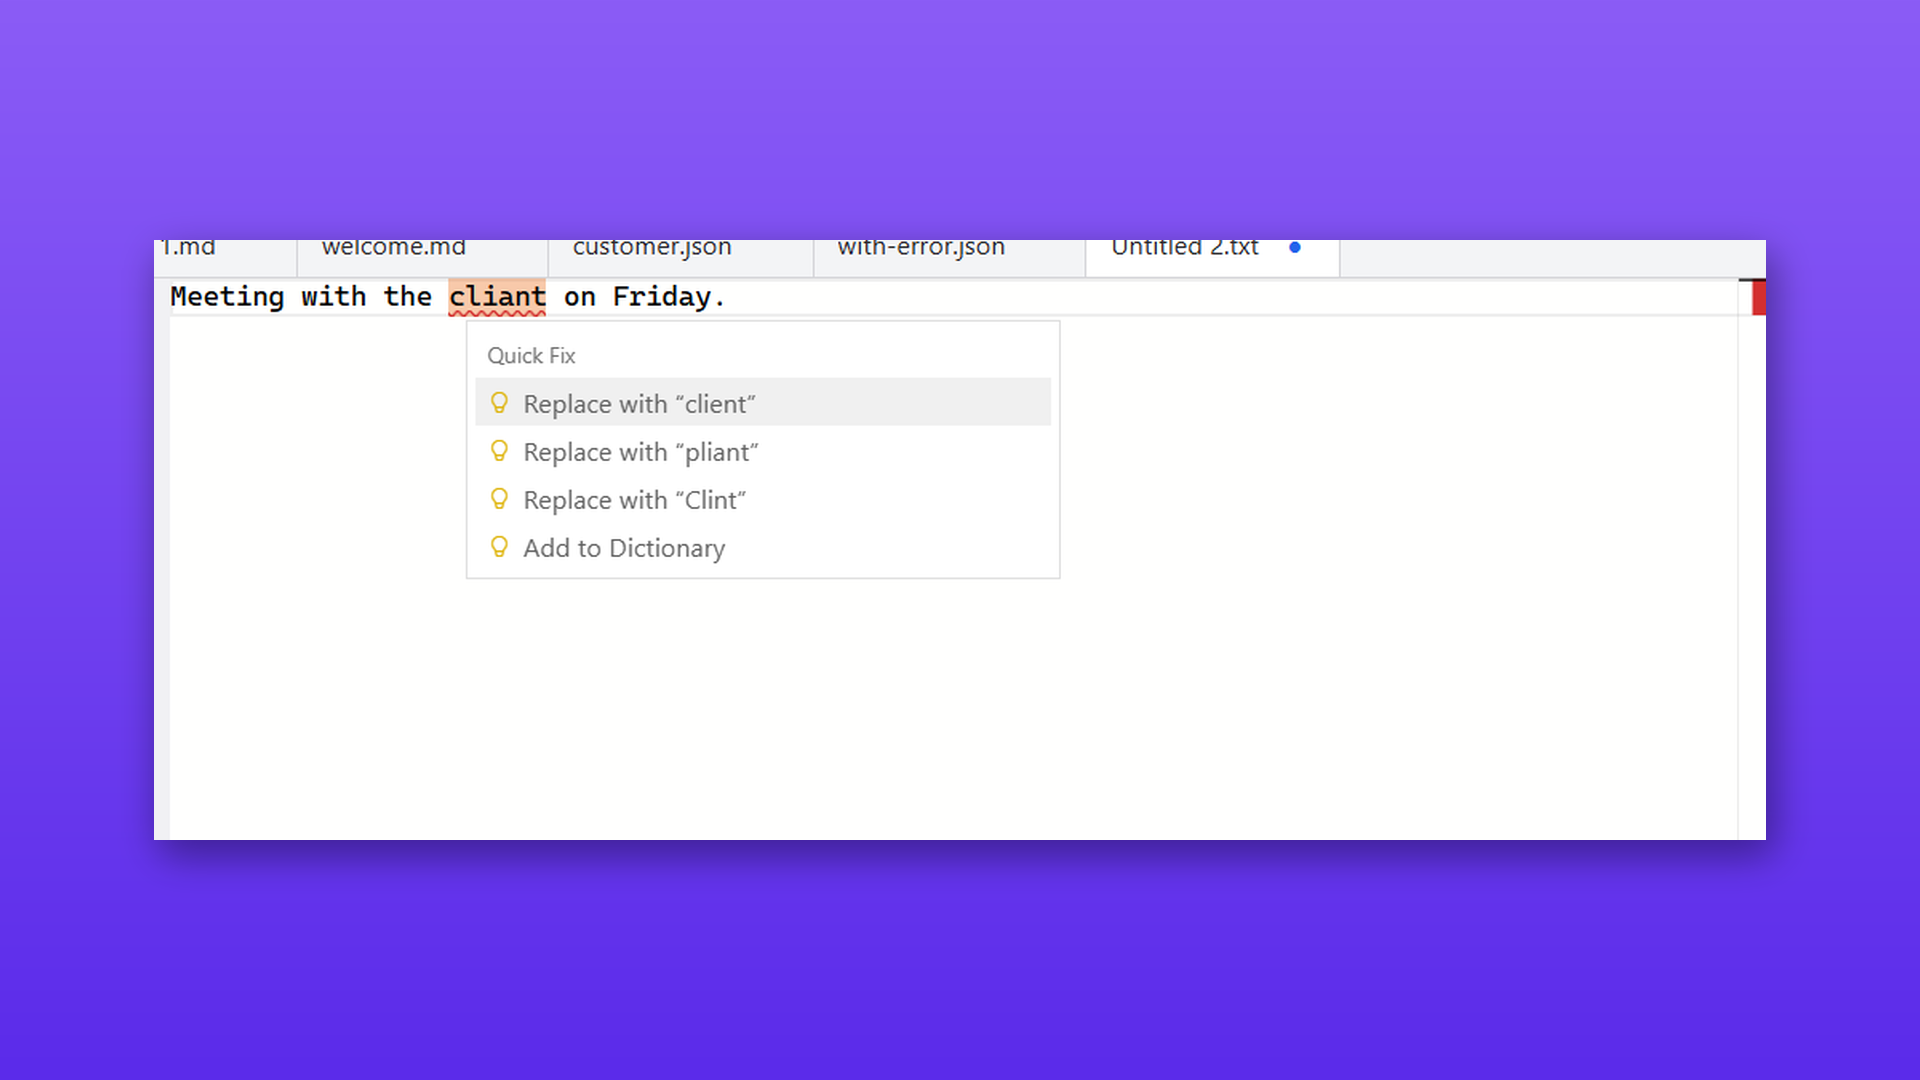 1.md welcome.md customer.json with-error.json Untitled 2.txt
Meeting with the cliant on Friday.
Quick Fix
Replace with “client”
Replace with “pliant”
Replace with “Clint”
Add to Dictionary